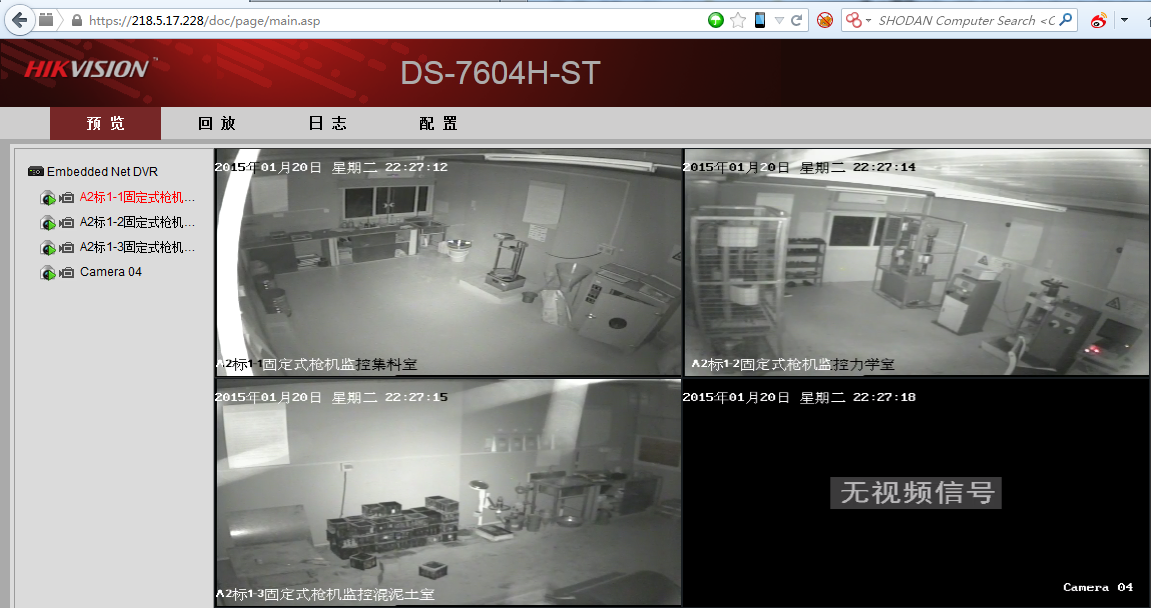 https://218.5.17.228/doc/page/main.asp
SHODAN Computer Search <C
HIKVISION™
DS-7604H-ST
预 览
回 放
日 志
配 置
Embedded Net DVR
A2标1-1固定式枪机...
A2标1-2固定式枪机...
A2标1-3固定式枪机...
Camera 04
2015年01月20日 星期二 22:27:12
A2标1-1固定式枪机监控集料室
2015年01月20日 星期二 22:27:14
A2标1-2固定式枪机监控力学室
2015年01月20日 星期二 22:27:15
A2标1-3固定式枪机监控混泥土室
2015年01月20日 星期二 22:27:18
无视频信号
Camera 04